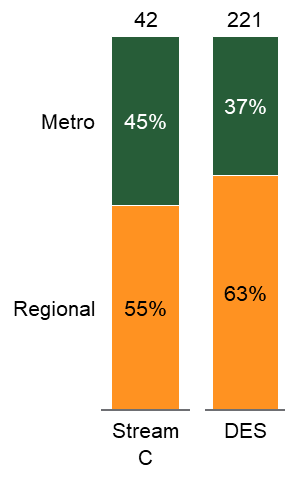 42 221
Metro 45% 37%
Regional 55% 63%
Stream DES
C